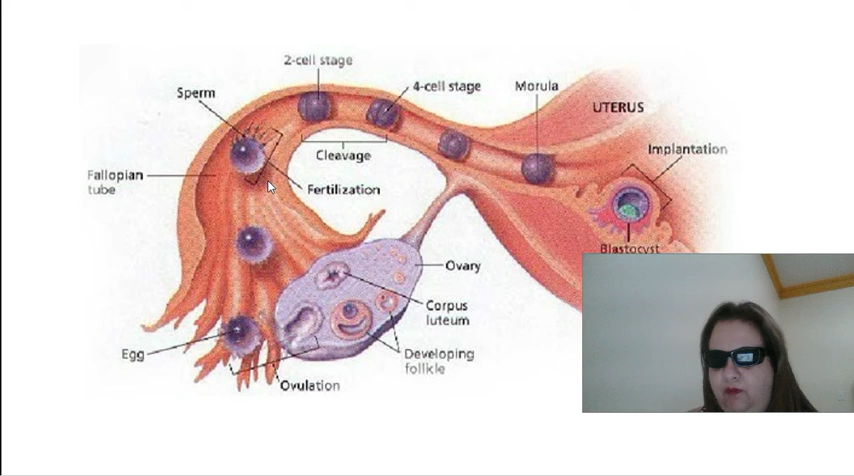 2-cell stage
4-cell stage
Morula
Sperm
UTERUS
Implantation
Cleavage
Fallopian
tube
Fertilization
Blastocyst
Ovary
Corpus
luteum
Egg
Developing
follkle
Ovulation